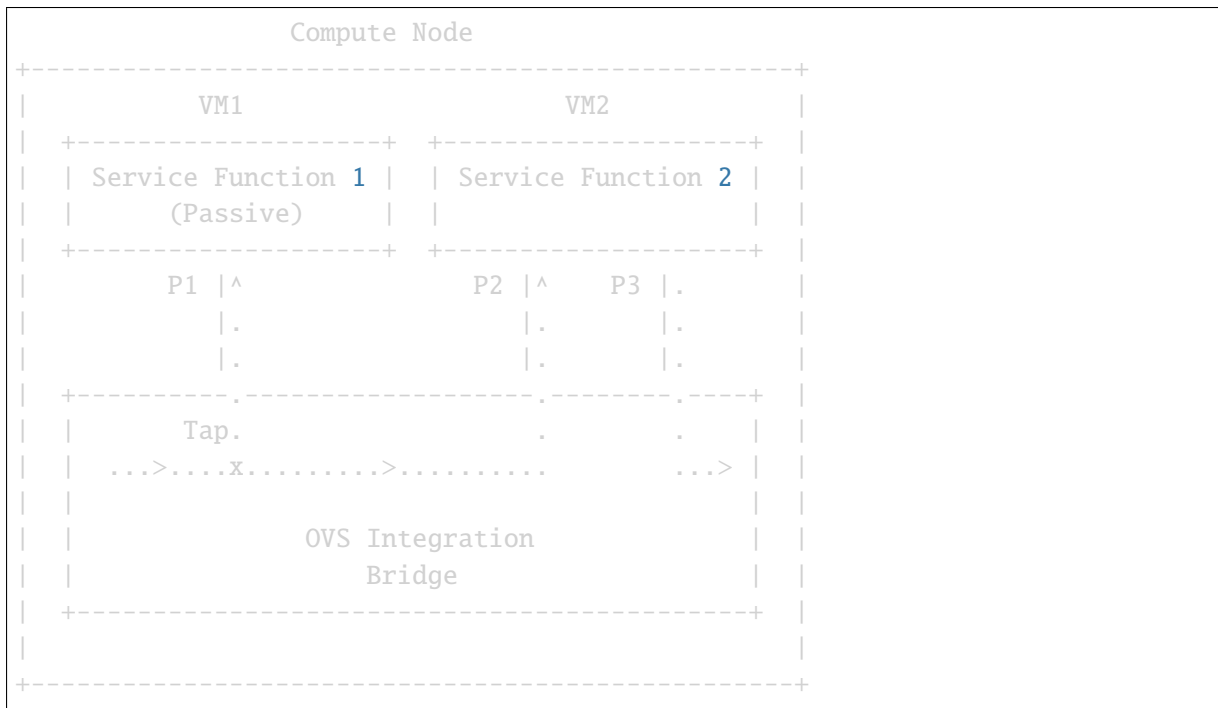 Compute Node
+--------------------------------------------------+
|           VM1                     VM2            |
|  +--------------------+  +--------------------+  |
|  | Service Function 1 |  | Service Function 2 |  |
|  |      (Passive)     |  |                    |  |
|  +--------------------+  +--------------------+  |
|         P1 |^               P2 |^    P3 |.       |
|            |.                  |.       |.       |
|            |.                  |.       |.       |
|  +----------.-------------------.--------.----+  |
|  |       Tap.                   .        .    |  |
|  |  ...>....x.........>..........        ...> |  |
|  |                                            |  |
|  |               OVS Integration              |  |
|  |                   Bridge                   |  |
|  +--------------------------------------------+  |
|                                                  |
+--------------------------------------------------+